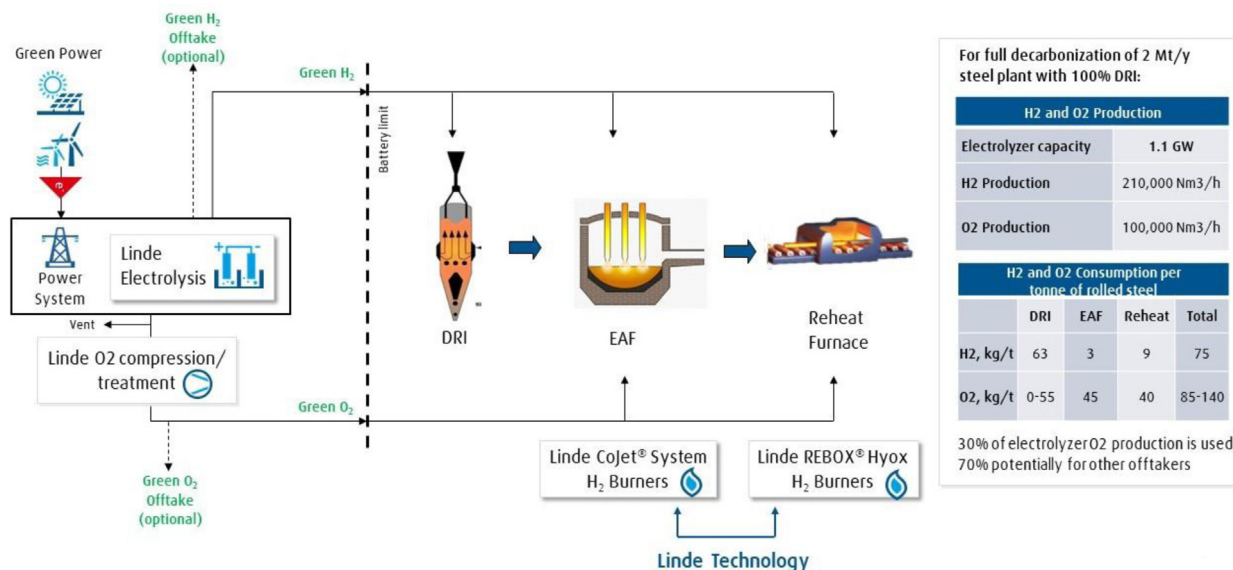 Green H₂
Offtake
(optional)
Green Power
e⁻
Green H₂
Battery limit
Power
System
Linde
Electrolysis
Vent
Linde O2 compression/
treatment
DRI
EAF
Reheat
Furnace
Green O₂
Green O₂
Offtake
(optional)
Linde CoJet® System
H₂ Burners
Linde REBOX® Hyox
H₂ Burners
Linde Technology
For full decarbonization of 2 Mt/y
steel plant with 100% DRI:
H2 and O2 Production
Electrolyzer capacity 1.1 GW
H2 Production 210,000 Nm3/h
O2 Production 100,000 Nm3/h
H2 and O2 Consumption per
tonne of rolled steel
DRI EAF Reheat Total
H2, kg/t 63 3 9 75
O2, kg/t 0-55 45 40 85-140
30% of electrolyzer O2 production is used
70% potentially for other offtakers